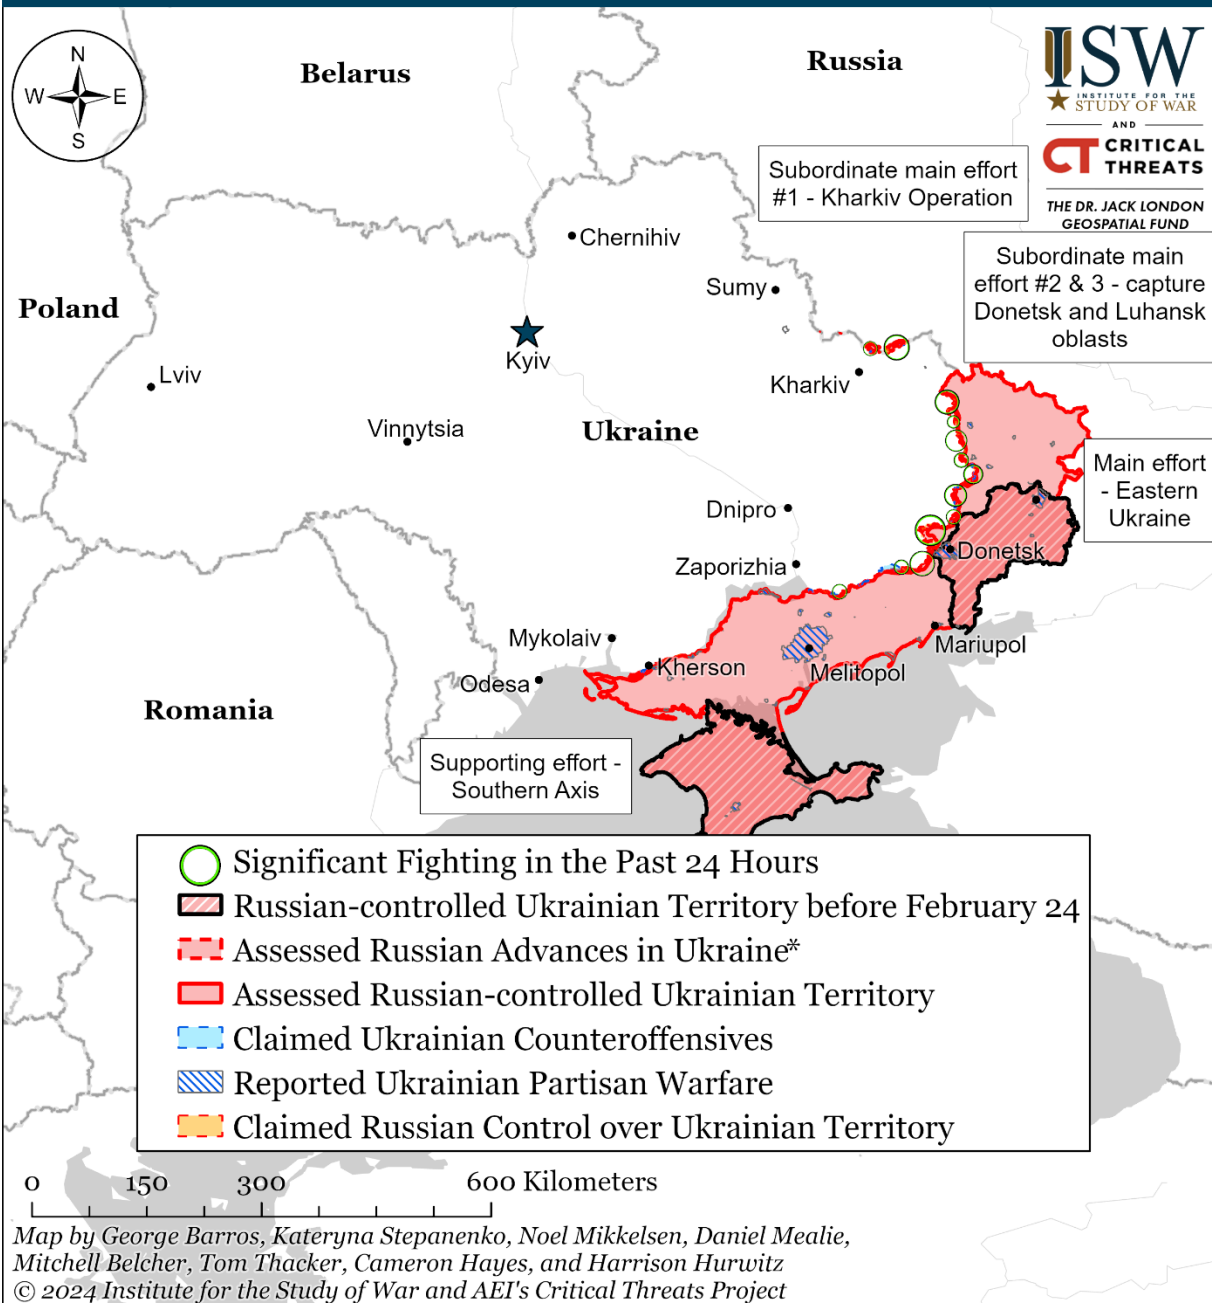 N
W
E
S
Belarus
Russia
ISW
INSTITUTE FOR THE
STUDY OF WAR
AND
CT CRITICAL
THREATS
THE DR. JACK LONDON
GEOSPATIAL FUND
Subordinate main effort
#1 - Kharkiv Operation
Chernihiv
Subordinate main
effort #2 & 3 - capture
Donetsk and Luhansk
oblasts
Sumy
Poland
Kyiv
Lviv
Kharkiv
Vinnytsia
Ukraine
Main effort
- Eastern
Ukraine
Dnipro
Donetsk
Zaporizhia
Mykolaiv
Mariupol
Kherson
Melitopol
Odesa
Romania
Supporting effort -
Southern Axis
Significant Fighting in the Past 24 Hours
Russian-controlled Ukrainian Territory before February 24
Assessed Russian Advances in Ukraine*
Assessed Russian-controlled Ukrainian Territory
Claimed Ukrainian Counteroffensives
Reported Ukrainian Partisan Warfare
Claimed Russian Control over Ukrainian Territory
0 150 300 600 Kilometers
Map by George Barros, Kateryna Stepanenko, Noel Mikkelsen, Daniel Mealie,
Mitchell Belcher, Tom Thacker, Cameron Hayes, and Harrison Hurwitz
© 2024 Institute for the Study of War and AEI's Critical Threats Project